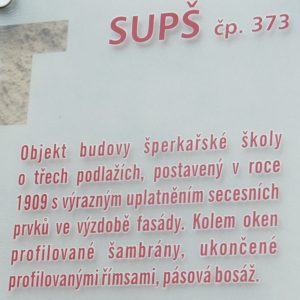 SUPŠ čp. 373
Objekt budovy šperkařské školy
o třech podlažích, postavený v roce
1909 s výrazným uplatněním secesních
prvků ve výzdobě fasády. Kolem oken
profilované šambrány, ukončené
profilovanými římsami, pásová bosáž.